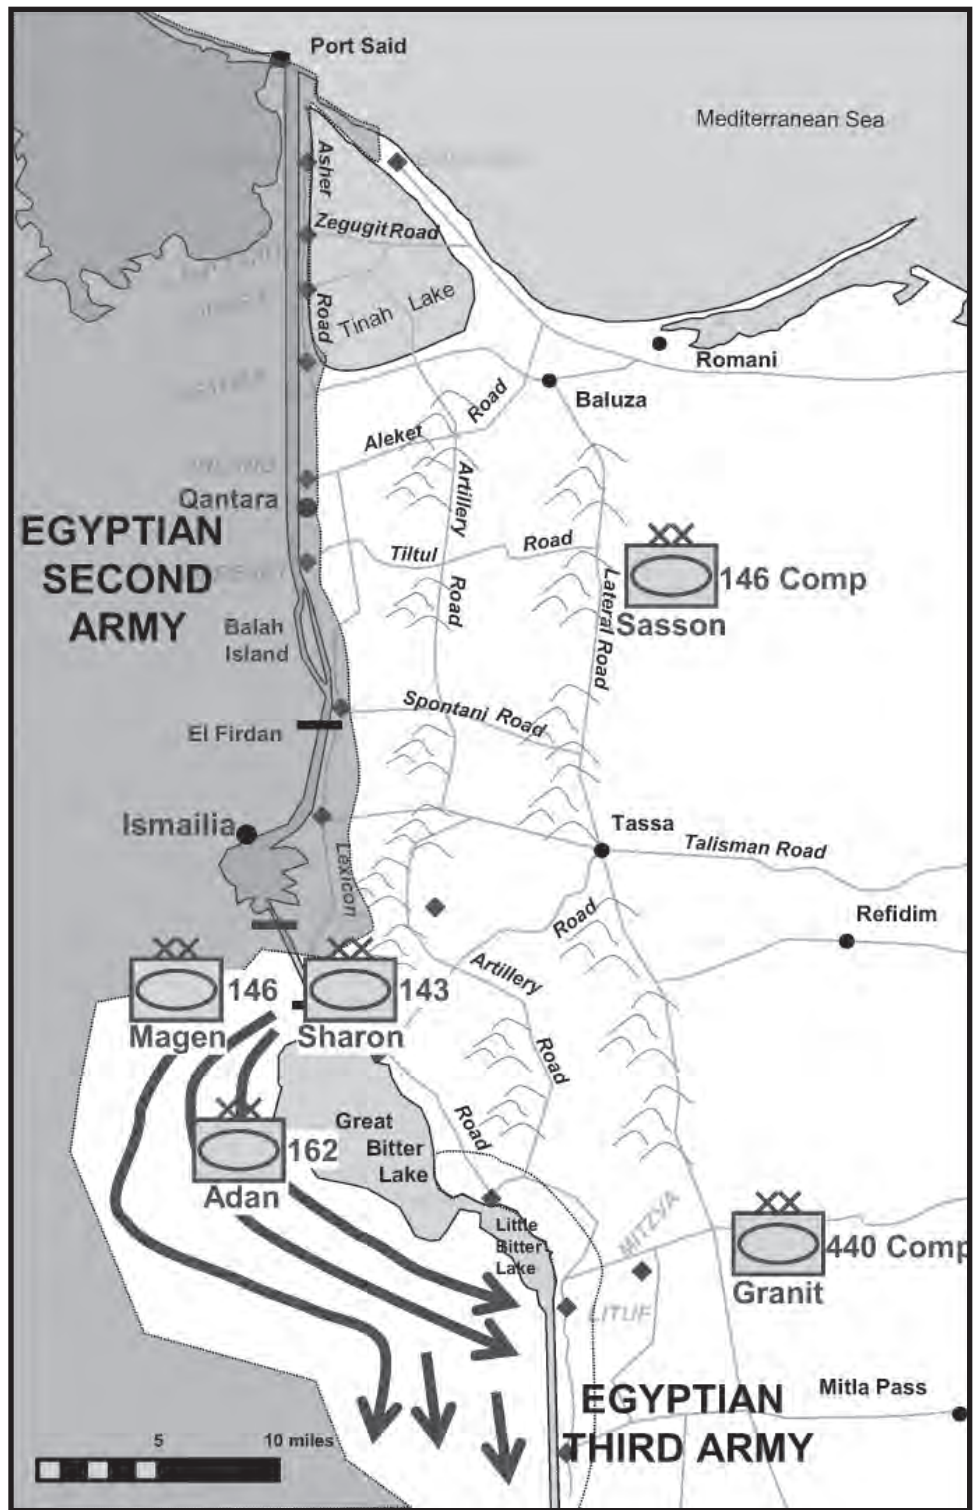 Port Said
Mediterranean Sea
Asher
Road
Zegugit Road
Tinah Lake
Romani
Baluza
Aleket
Road
Qantara
Artillery
Road
EGYPTIAN
SECOND
ARMY
Tiltul
Road
146 Comp
Sasson
Lateral Road
Balah
Island
Spontani Road
El Firdan
Ismailia
Tassa
Talisman Road
Lexicon
Refidim
Road
Artillery
Road
146
Magen
143
Sharon
162
Adan
Great
Bitter
Lake
Road
Little
Bitter
Lake
MITZVA
LITUF
440 Comp
Granit
EGYPTIAN
THIRD ARMY
Mitla Pass
5
10 miles